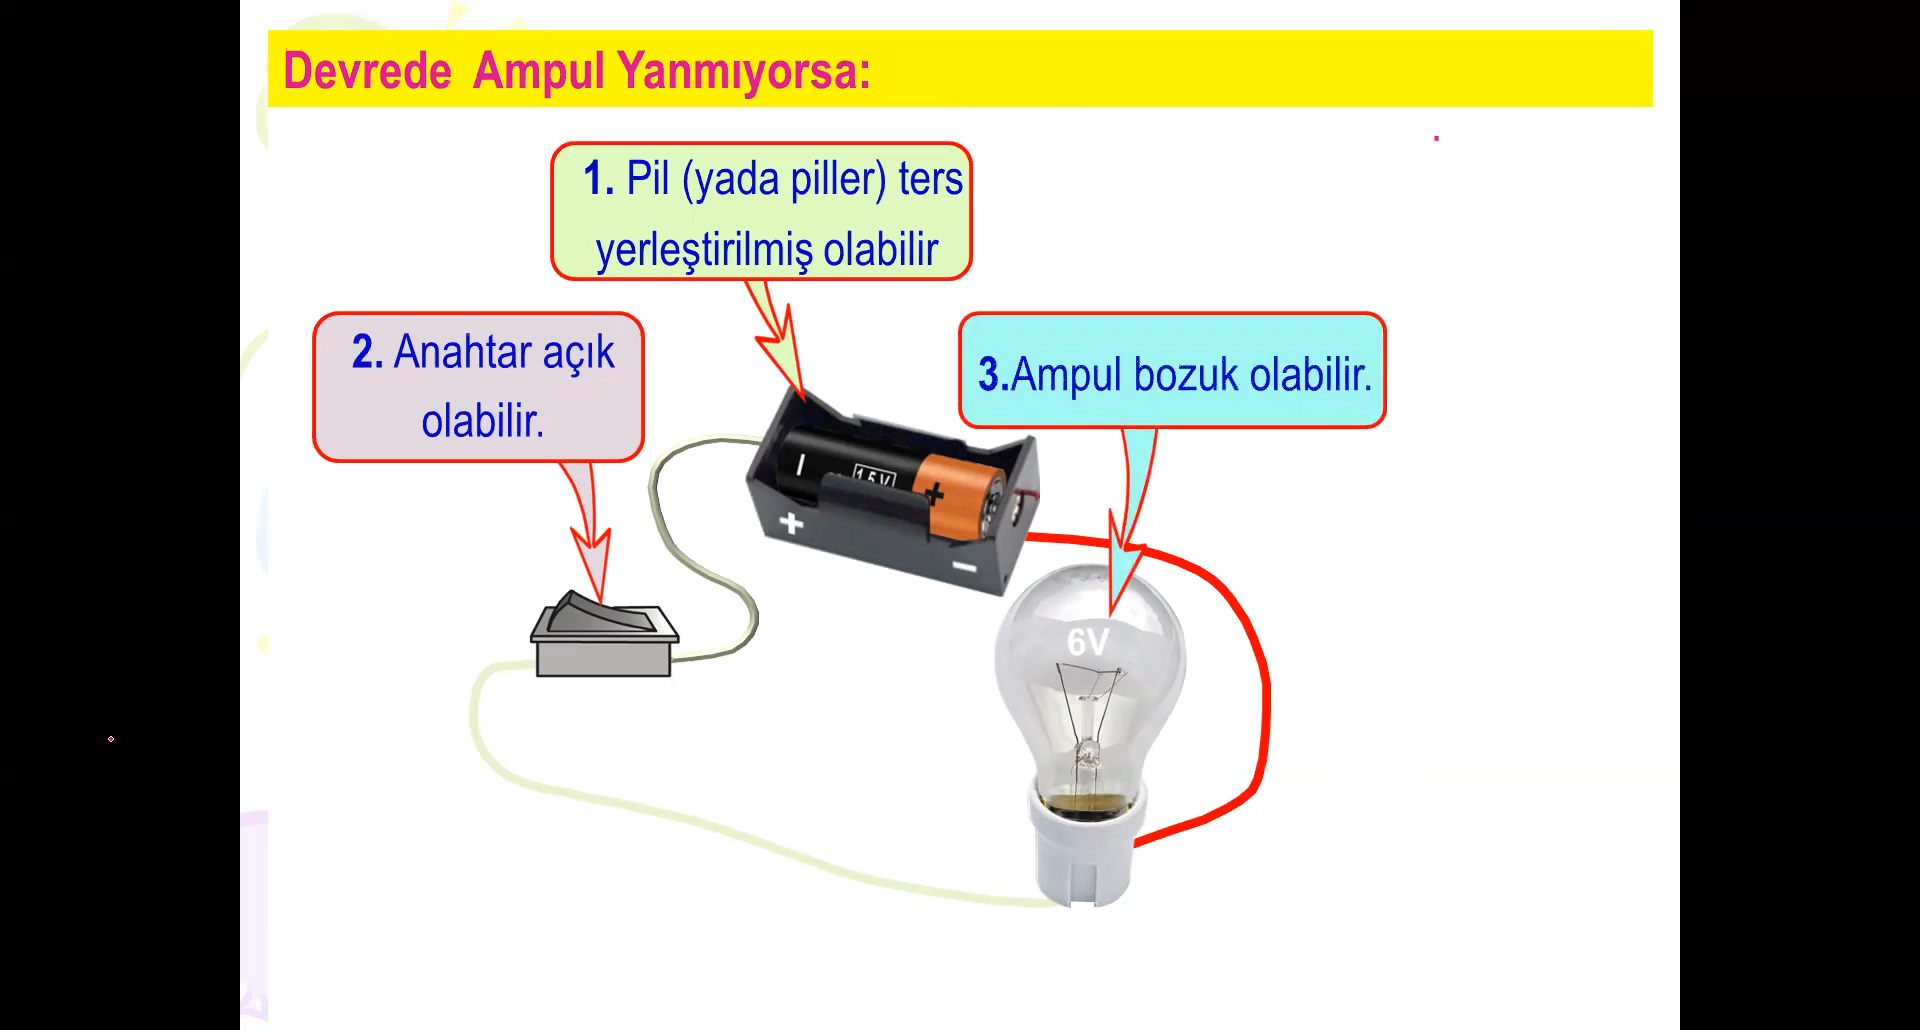 Devrede Ampul Yanmıyorsa:
1. Pil (yada piller) ters
yerleştirilmiş olabilir
2. Anahtar açık
olabilir.
3.Ampul bozuk olabilir.
1.5 V
+
+
-
6V